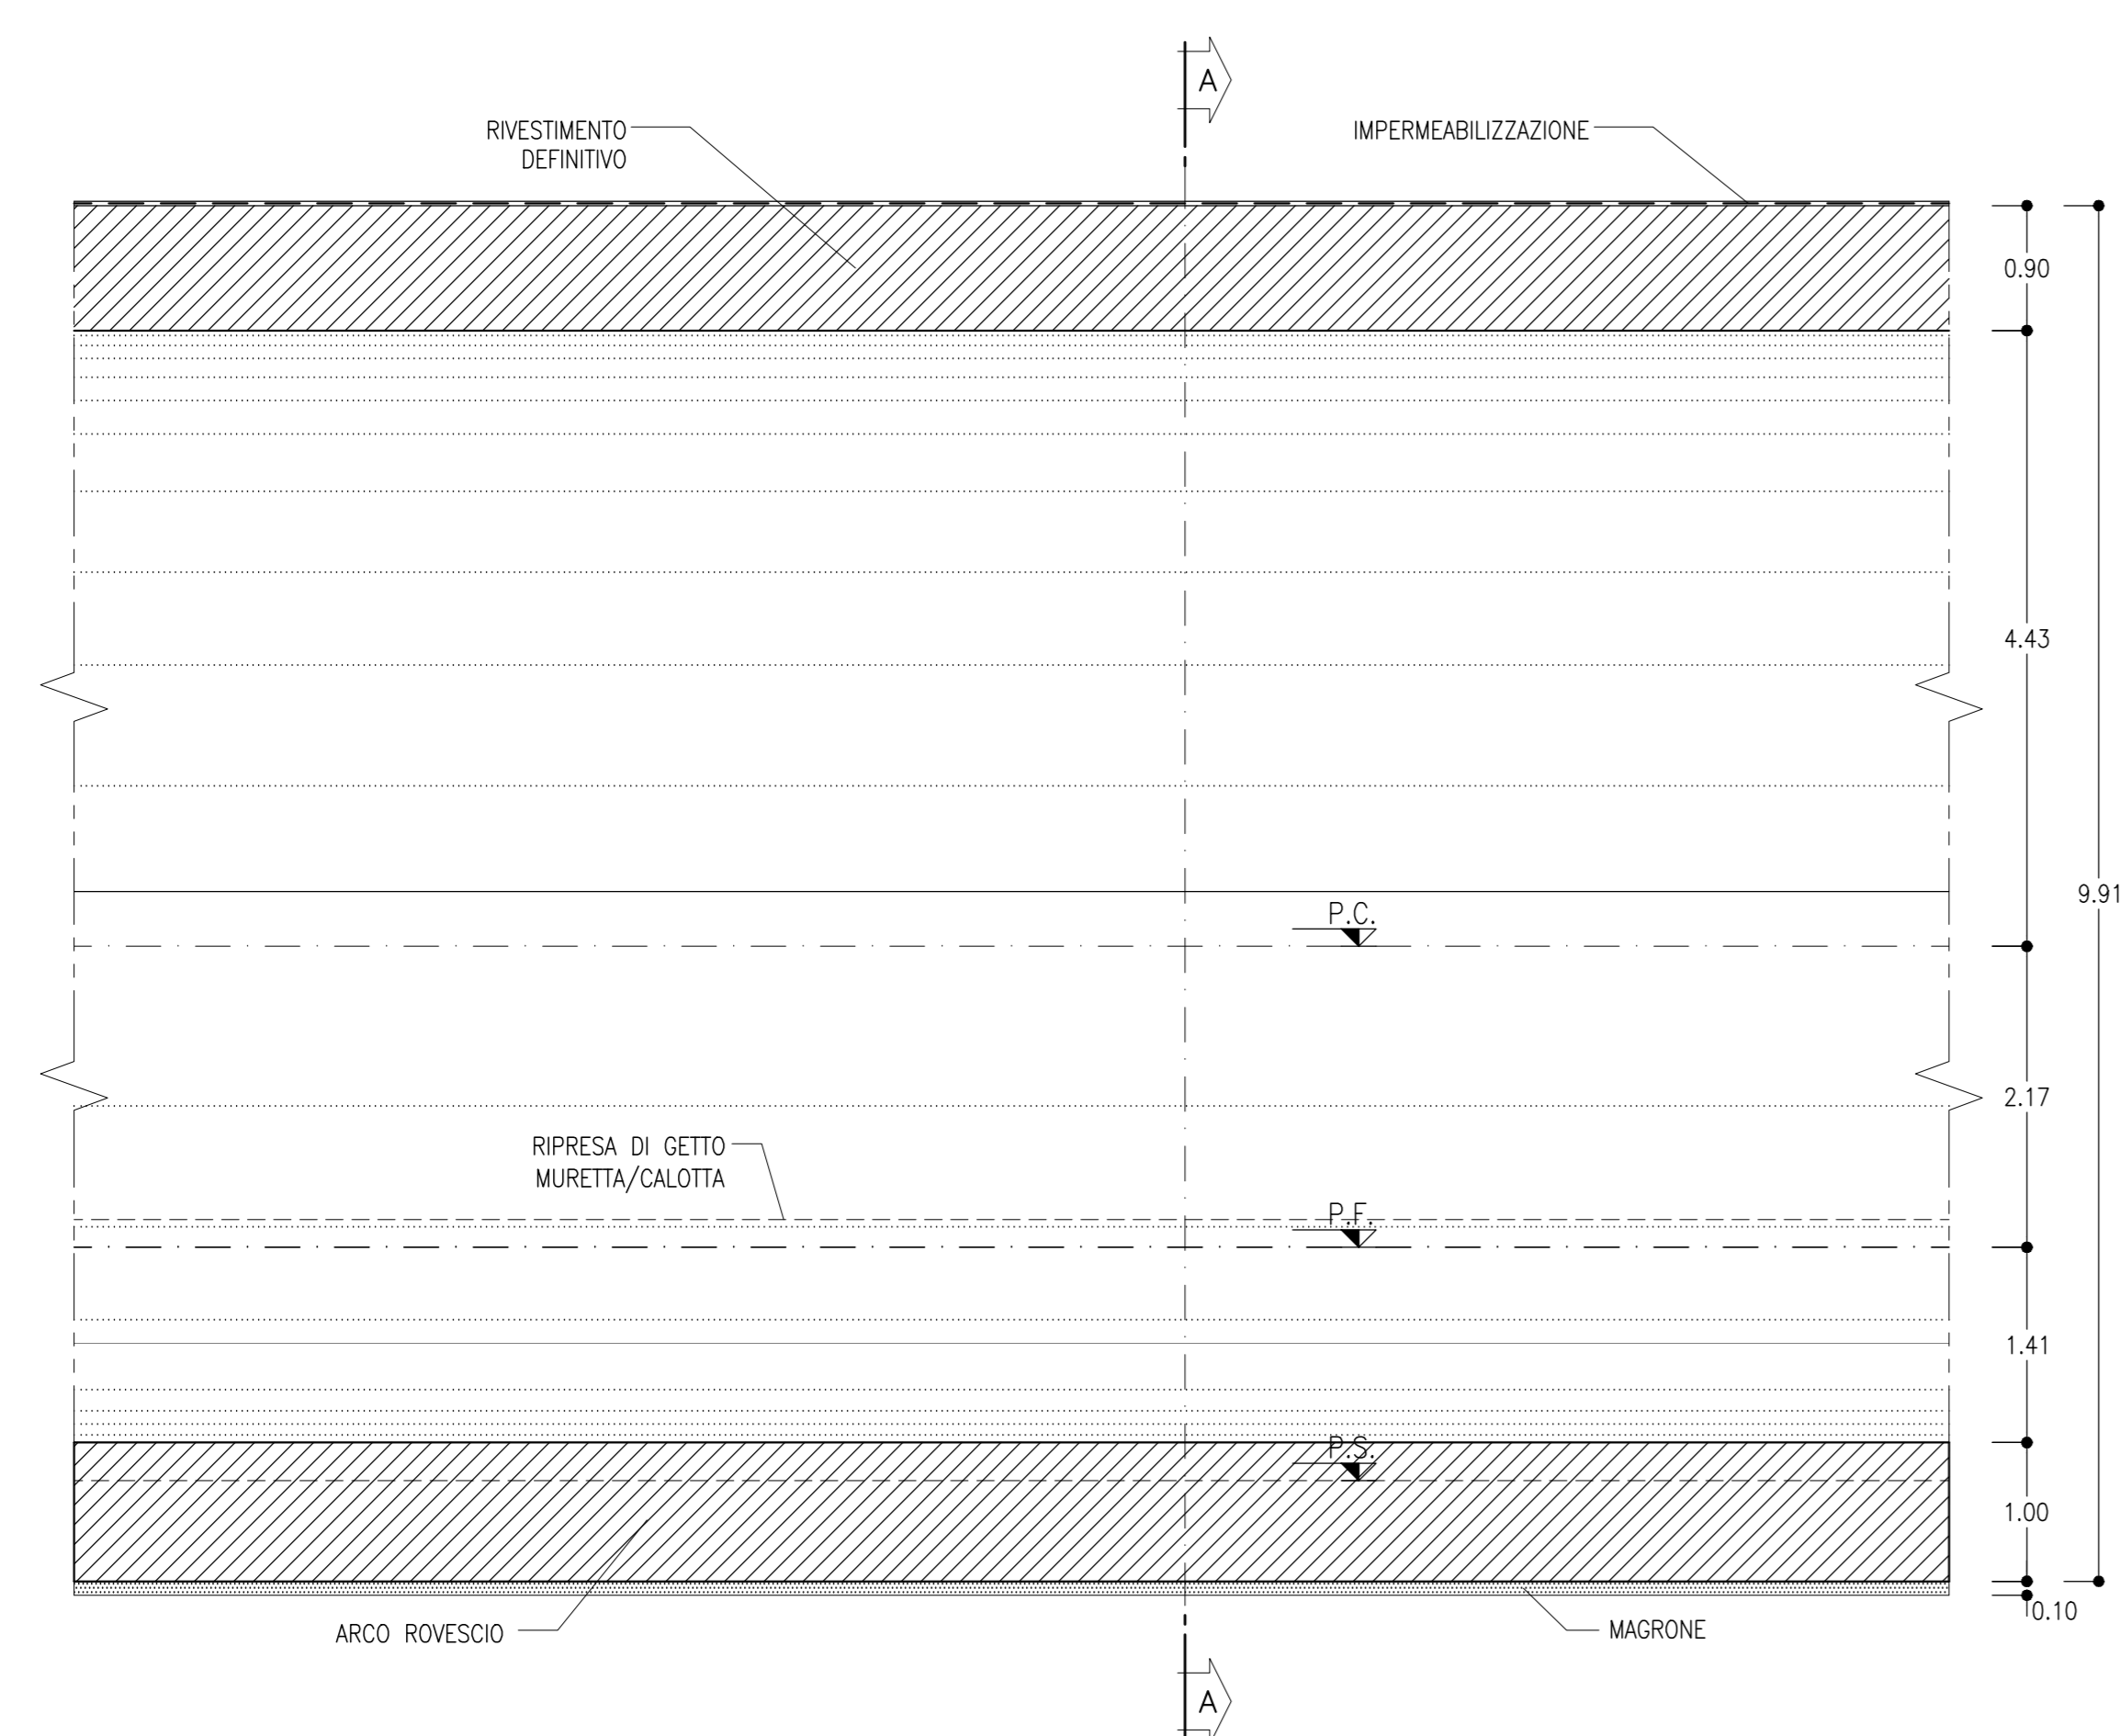 A
RIVESTIMENTO
DEFINITIVO
IMPERMEABILIZZAZIONE
0.90
4.43
9.91
P.C.
2.17
RIPRESA DI GETTO
MURETTA/CALOTTA
P.F.
1.41
P.S.
1.00
0.10
ARCO ROVESCIO
MAGRONE
A